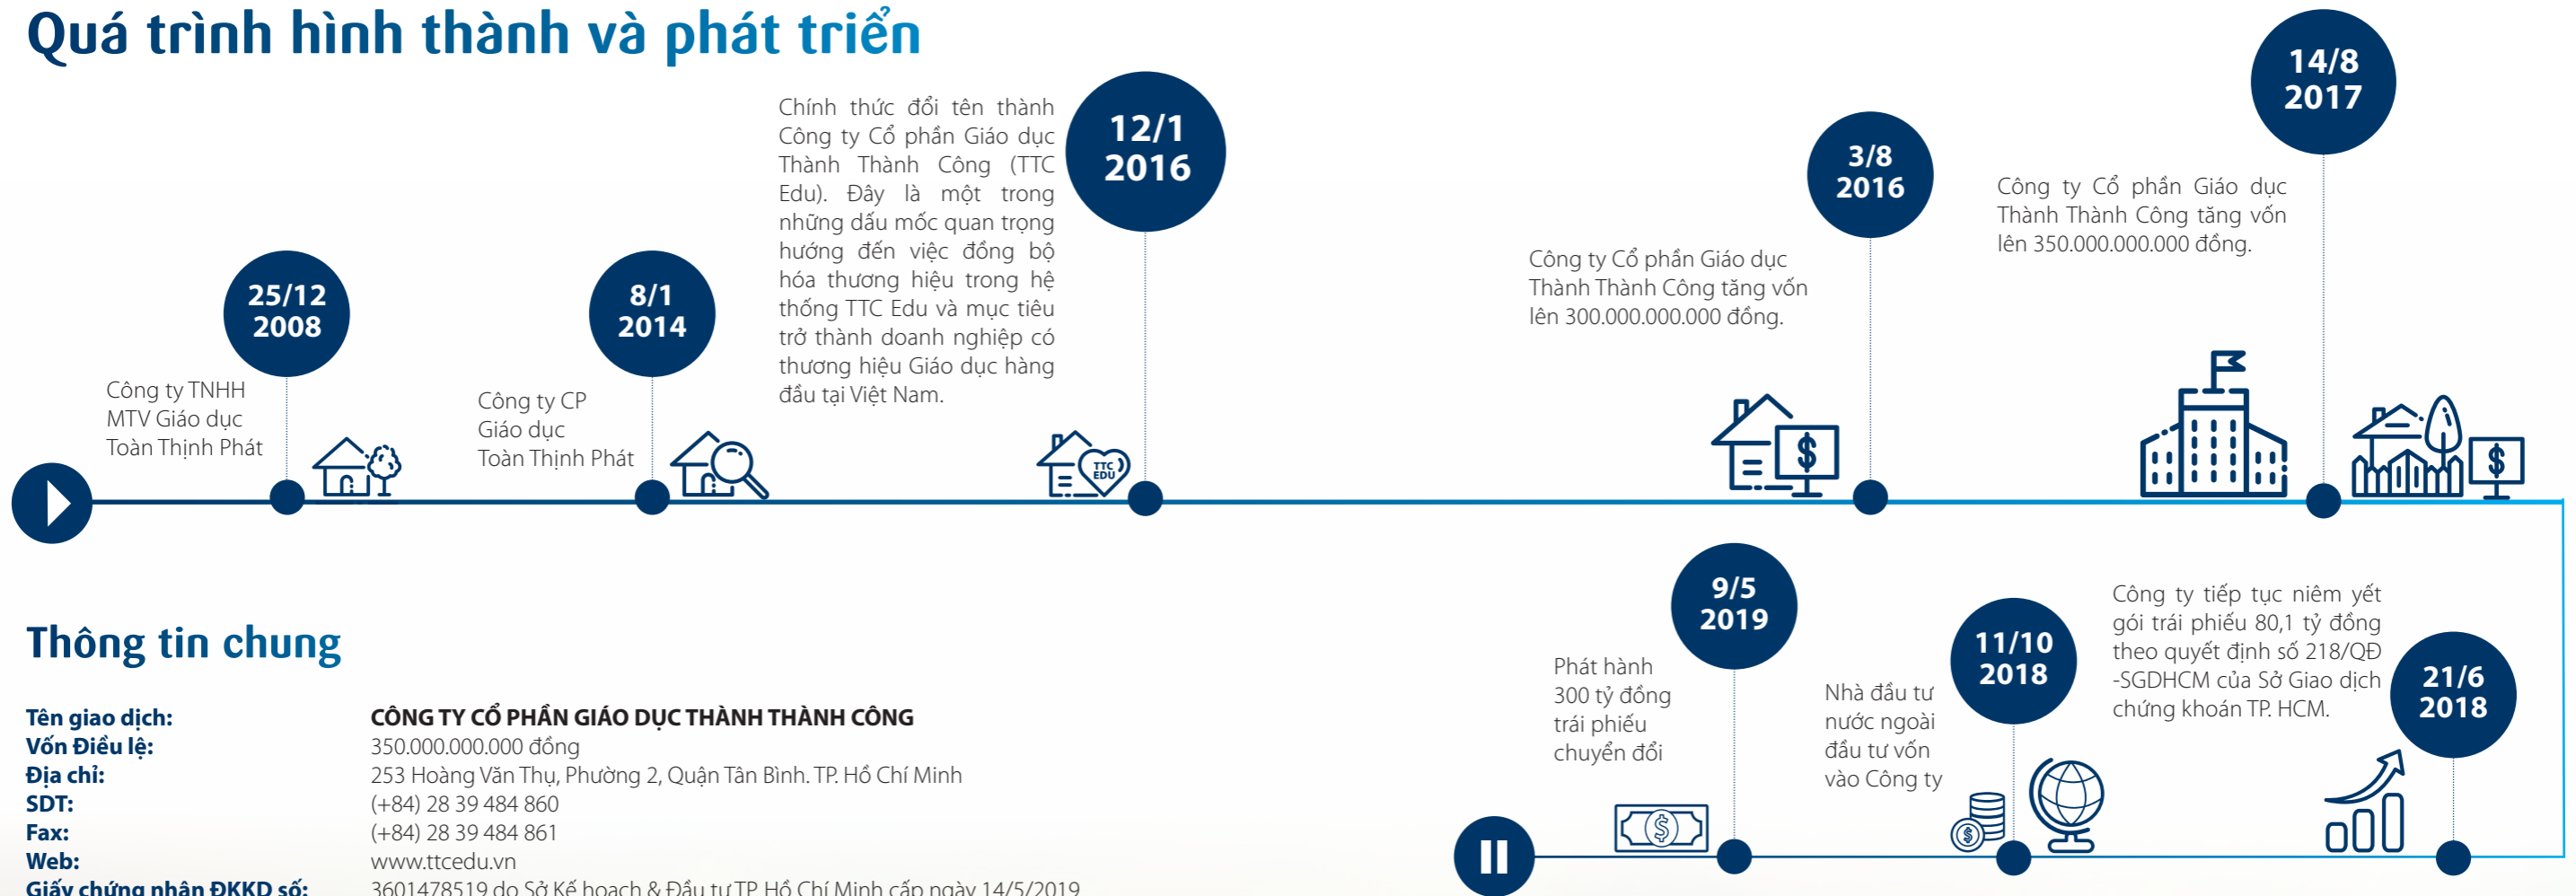 Quá trình hình thành và phát triển
25/12
2008
Công ty TNHH
MTV Giáo dục
Toàn Thịnh Phát
8/1
2014
Công ty CP
Giáo dục
Toàn Thịnh Phát
12/1
2016
Chính thức đổi tên thành
Công ty Cổ phần Giáo dục
Thành Thành Công (TTC
Edu). Đây là một trong
những dấu mốc quan trọng
hướng đến việc đồng bộ
hóa thương hiệu trong hệ
thống TTC Edu và mục tiêu
trở thành doanh nghiệp có
thương hiệu Giáo dục hàng
đầu tại Việt Nam.
TTC
EDU
3/8
2016
Công ty Cổ phần Giáo dục
Thành Thành Công tăng vốn
lên 300.000.000.000 đồng.
$
14/8
2017
Công ty Cổ phần Giáo dục
Thành Thành Công tăng vốn
lên 350.000.000.000 đồng.
$
21/6
2018
Công ty tiếp tục niêm yết
gói trái phiếu 80,1 tỷ đồng
theo quyết định số 218/QĐ
-SGDHCM của Sở Giao dịch
chứng khoán TP. HCM.
11/10
2018
Nhà đầu tư
nước ngoài
đầu tư vốn
vào Công ty
$
9/5
2019
Phát hành
300 tỷ đồng
trái phiếu
chuyển đổi
$
Thông tin chung
Tên giao dịch: CÔNG TY CỔ PHẦN GIÁO DỤC THÀNH THÀNH CÔNG
Vốn Điều lệ: 350.000.000.000 đồng
Địa chỉ: 253 Hoàng Văn Thụ, Phường 2, Quận Tân Bình. TP. Hồ Chí Minh
SDT: (+84) 28 39 484 860
Fax: (+84) 28 39 484 861
Web: www.ttcedu.vn
Giấy chứng nhận ĐKKD số: 3601478519 do Sở Kế hoạch & Đầu tư TP. Hồ Chí Minh cấp ngày 14/5/2019